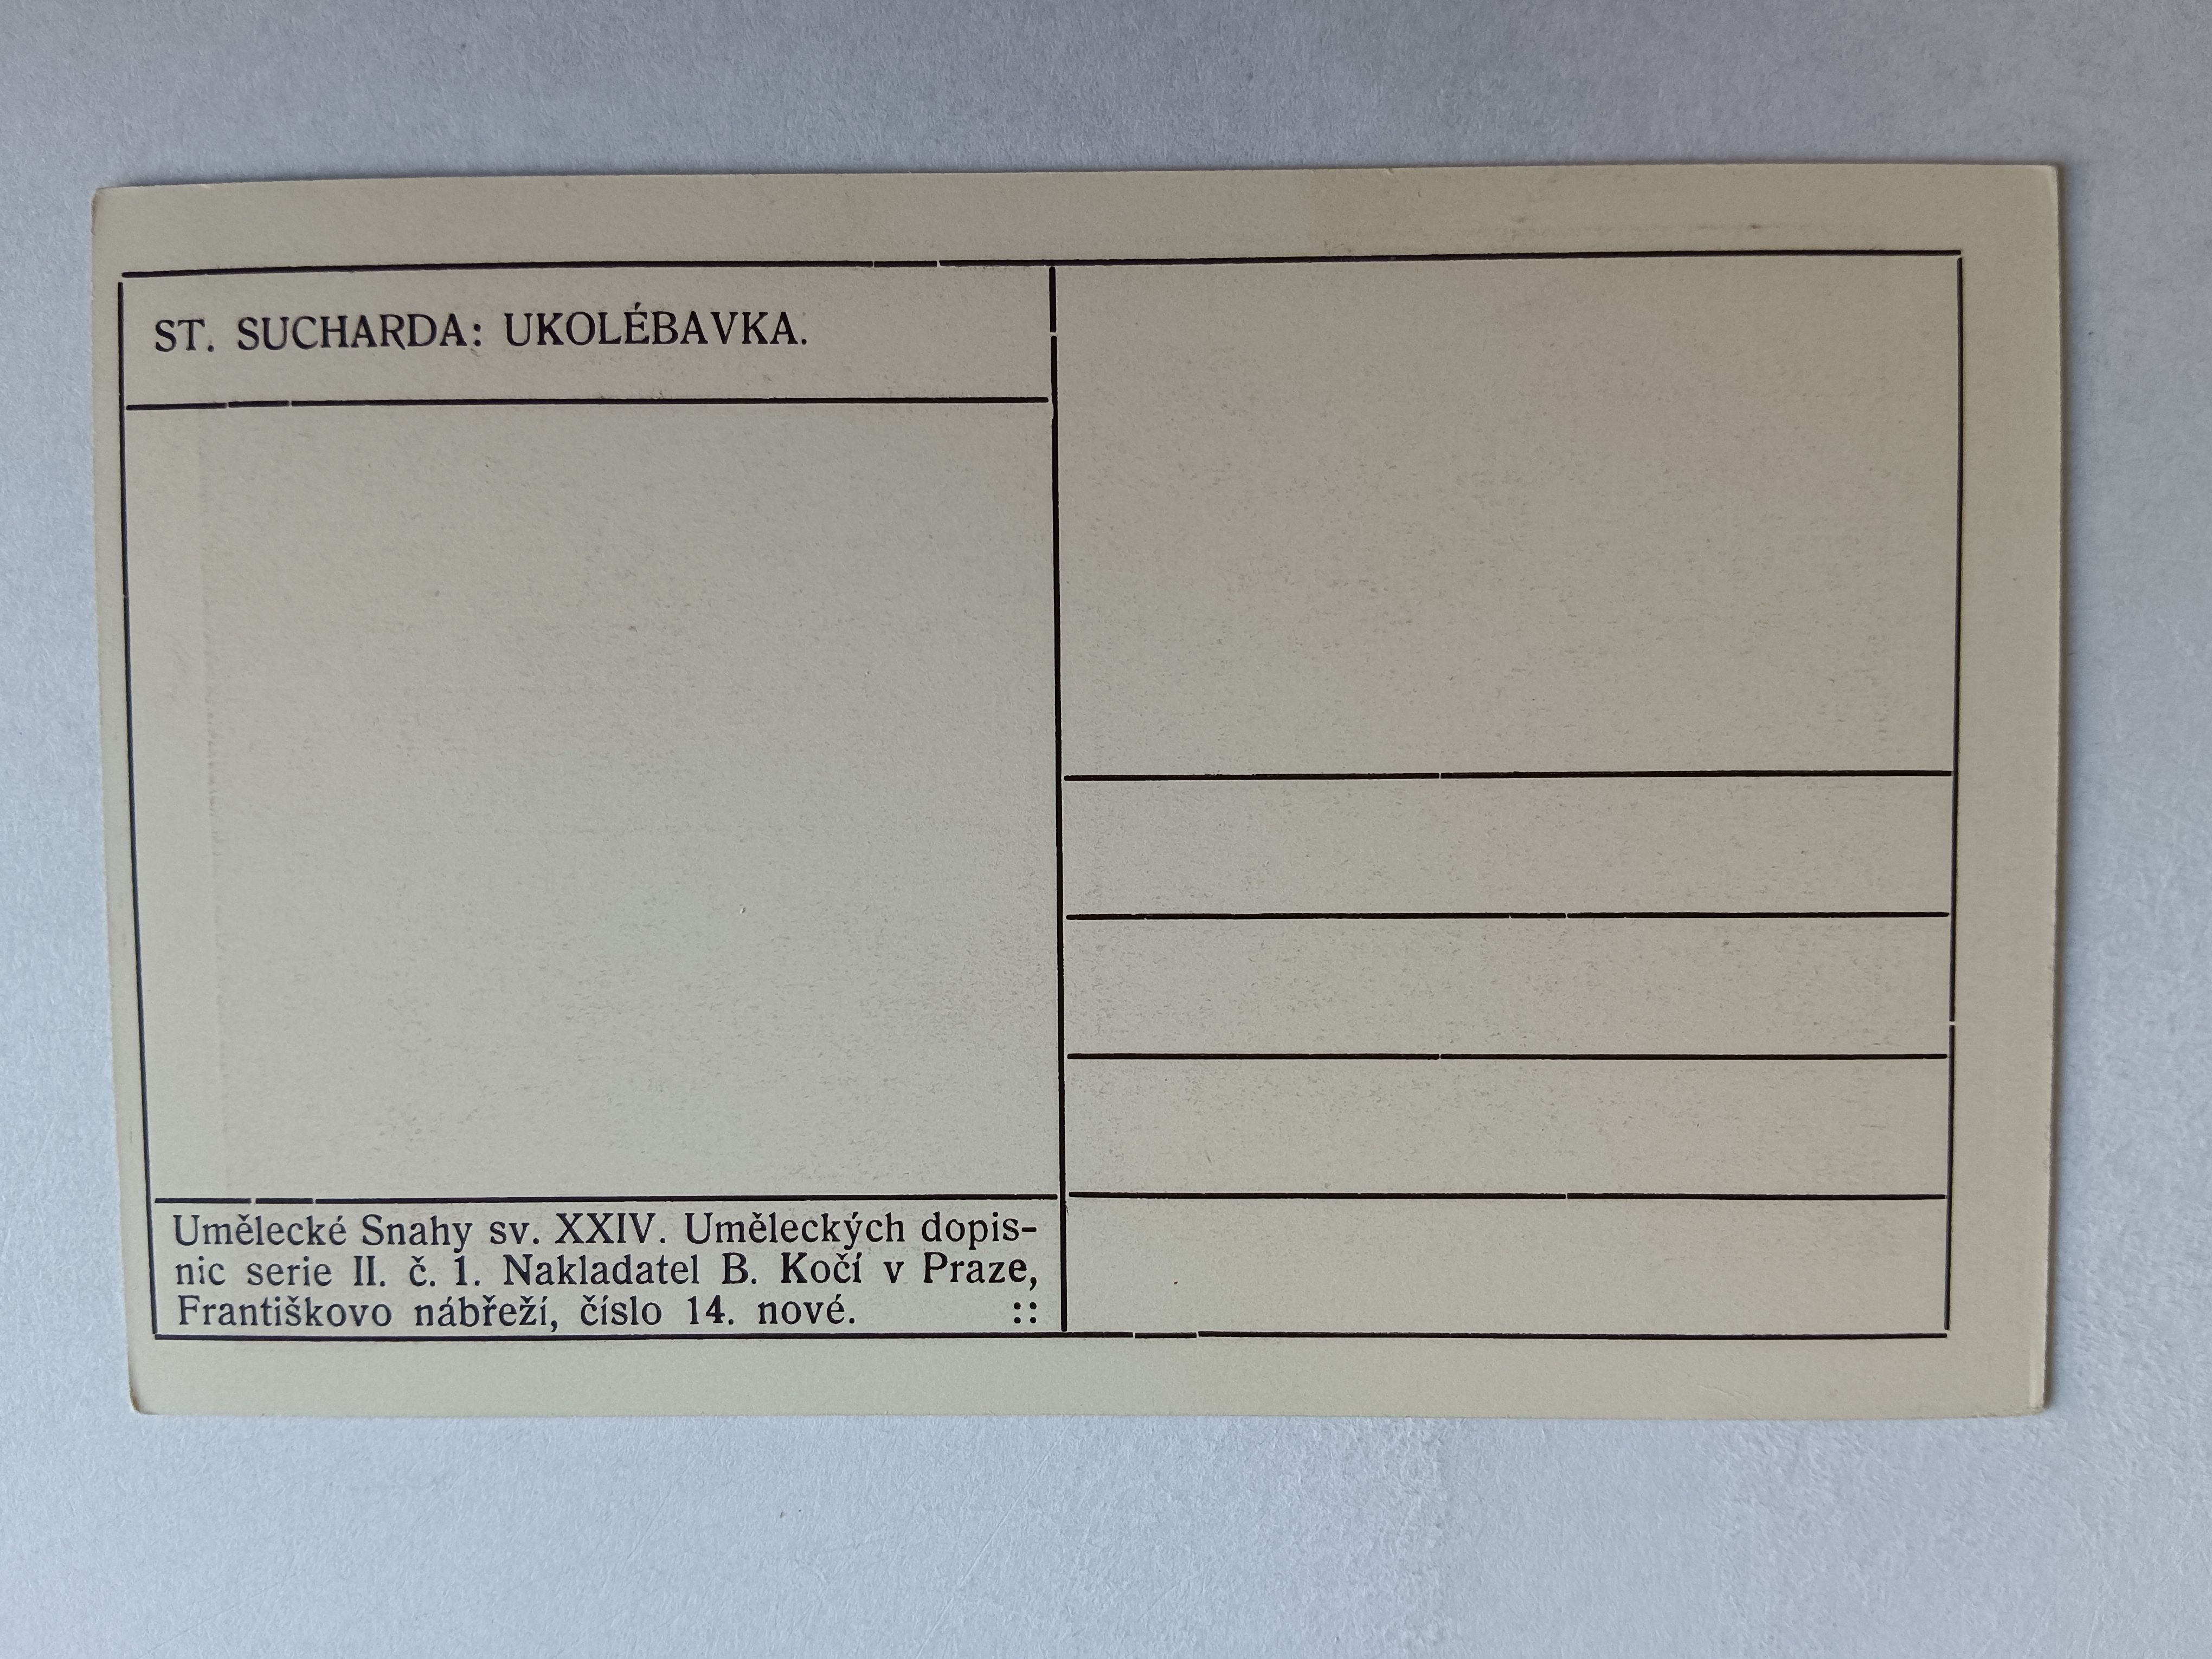 ST. SUCHARDA: UKOLÉBAVKA.
Umělecké Snahy sv. XXIV. Uměleckých dopis-
nic serie II. č. 1. Nakladatel B. Kočí v Praze,
Františkovo nábřeží, číslo 14. nové. ::